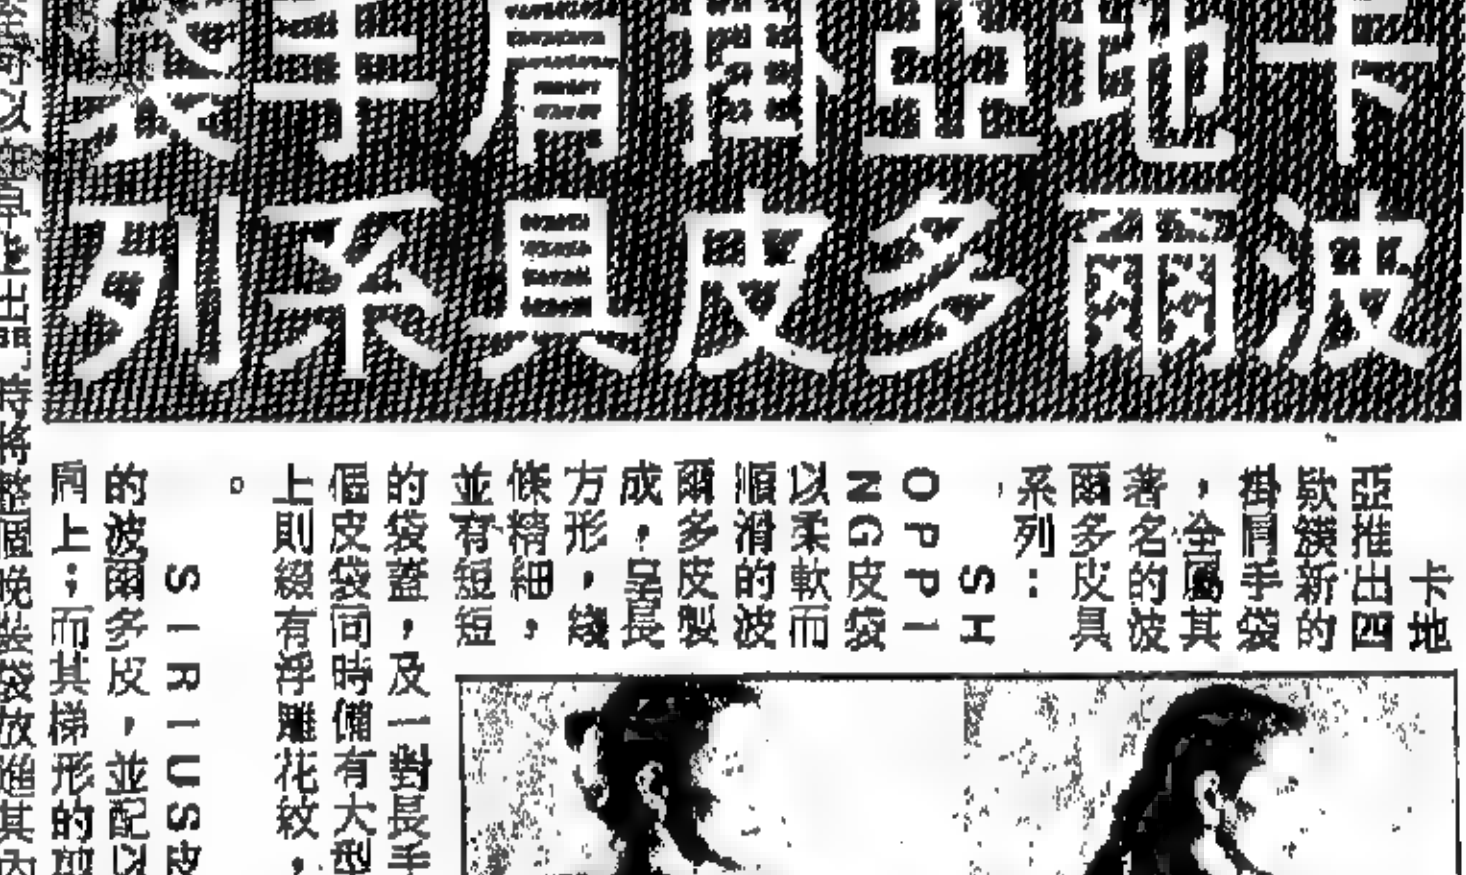 卡地亞掛肩手袋
波爾多皮具系列
卡地
亞推出四
欵簇新的
掛肩手袋
，全屬其
著名的波
爾多皮具
系列：
SH
OPPI
NG皮袋
以柔軟而
順滑的波
爾多皮製
成，呈長
方形，綫
條精細，
並有短短
的袋蓋，及一對長手
個皮袋同時備有大型
上則綴有浮雕花紋，
。
SIRIUS皮
的波爾多皮，並配以
肩上；而其梯形的
時將整個晚裝袋放進其內